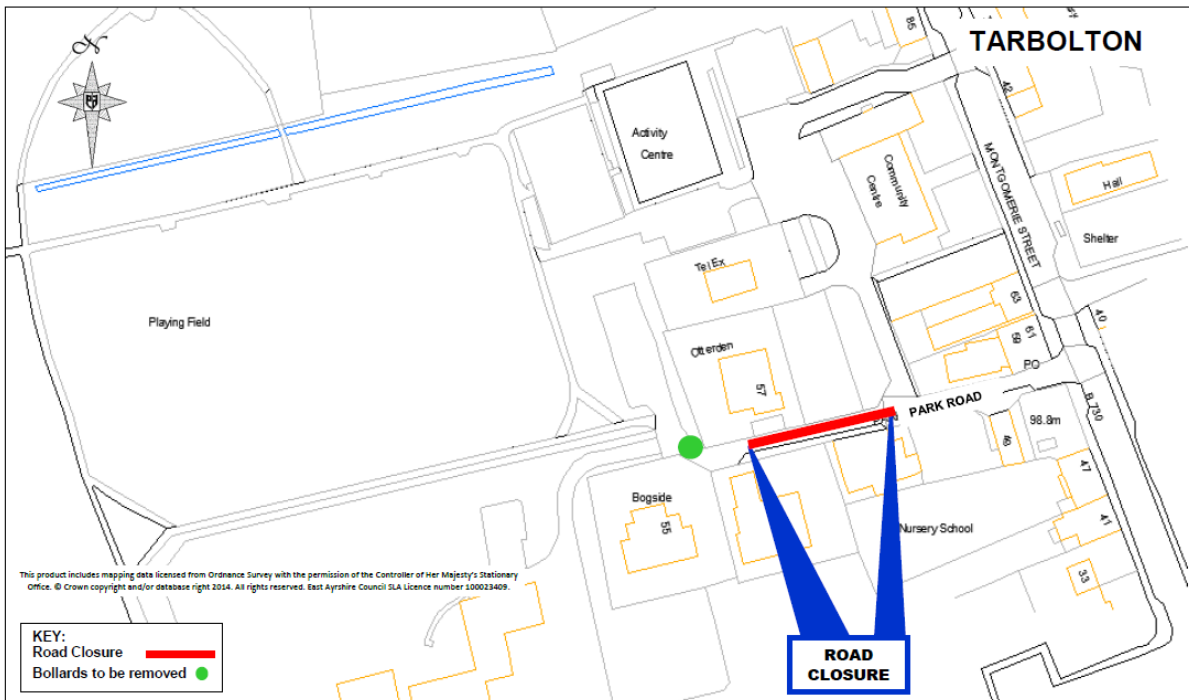 TARBOLTON
N
85
42
Activity
Centre
Community
Centre
MONTGOMERIE STREET
Hall
Shelter
Tel Ex
Playing Field
63
61
59
40
PO
Otterden
57
PARK ROAD
B 730
98.8m
49
47
Bogside
55
Nursery School
41
33
This product includes mapping data licensed from Ordnance Survey with the permission of the Controller of Her Majesty's Stationary
Office. © Crown copyright and/or database right 2014. All rights reserved. East Ayrshire Council SLA Licence number 100023409.
KEY:
Road Closure
Bollards to be removed
ROAD
CLOSURE